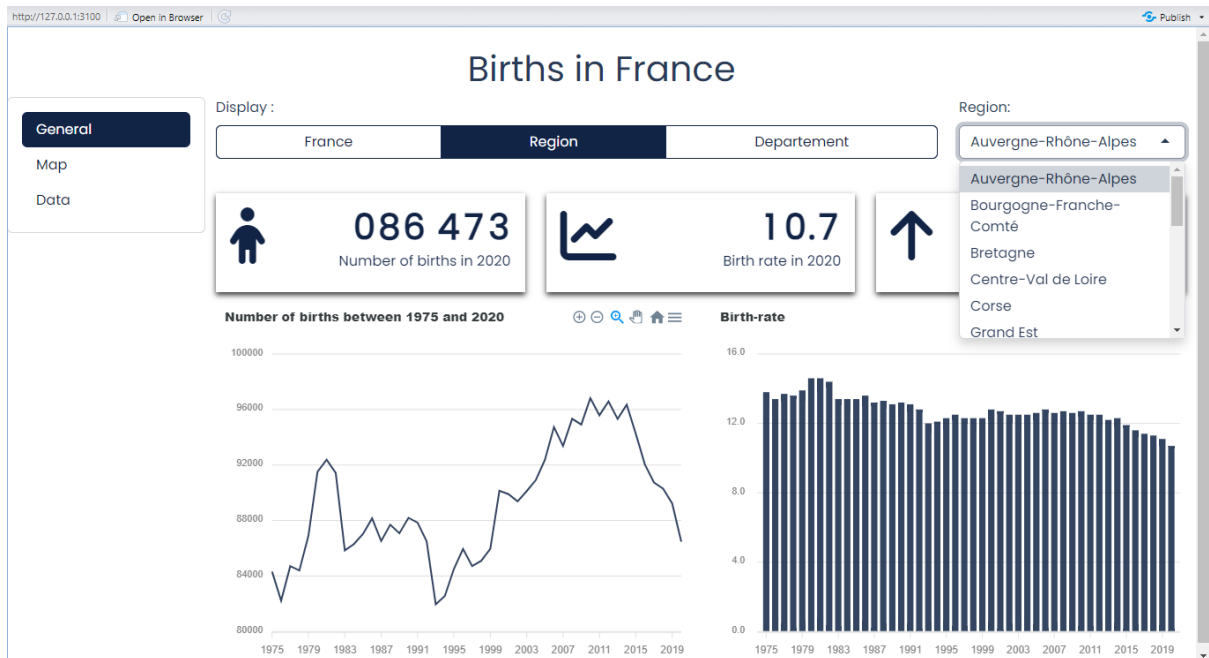 http://127.0.0.1:3100 Open in Browser Publish
Births in France
General
Map
Data
Display :
France Region Departement
Region:
Auvergne-Rhône-Alpes
Auvergne-Rhône-Alpes
Bourgogne-Franche-
Comté
Bretagne
Centre-Val de Loire
Corse
Grand Est
086 473
Number of births in 2020
10.7
Birth rate in 2020
Number of births between 1975 and 2020
100000
96000
92000
88000
84000
80000
1975 1979 1983 1987 1991 1995 1999 2003 2007 2011 2015 2019
Birth-rate
16.0
12.0
8.0
4.0
0.0
1975 1979 1983 1987 1991 1995 1999 2003 2007 2011 2015 2019